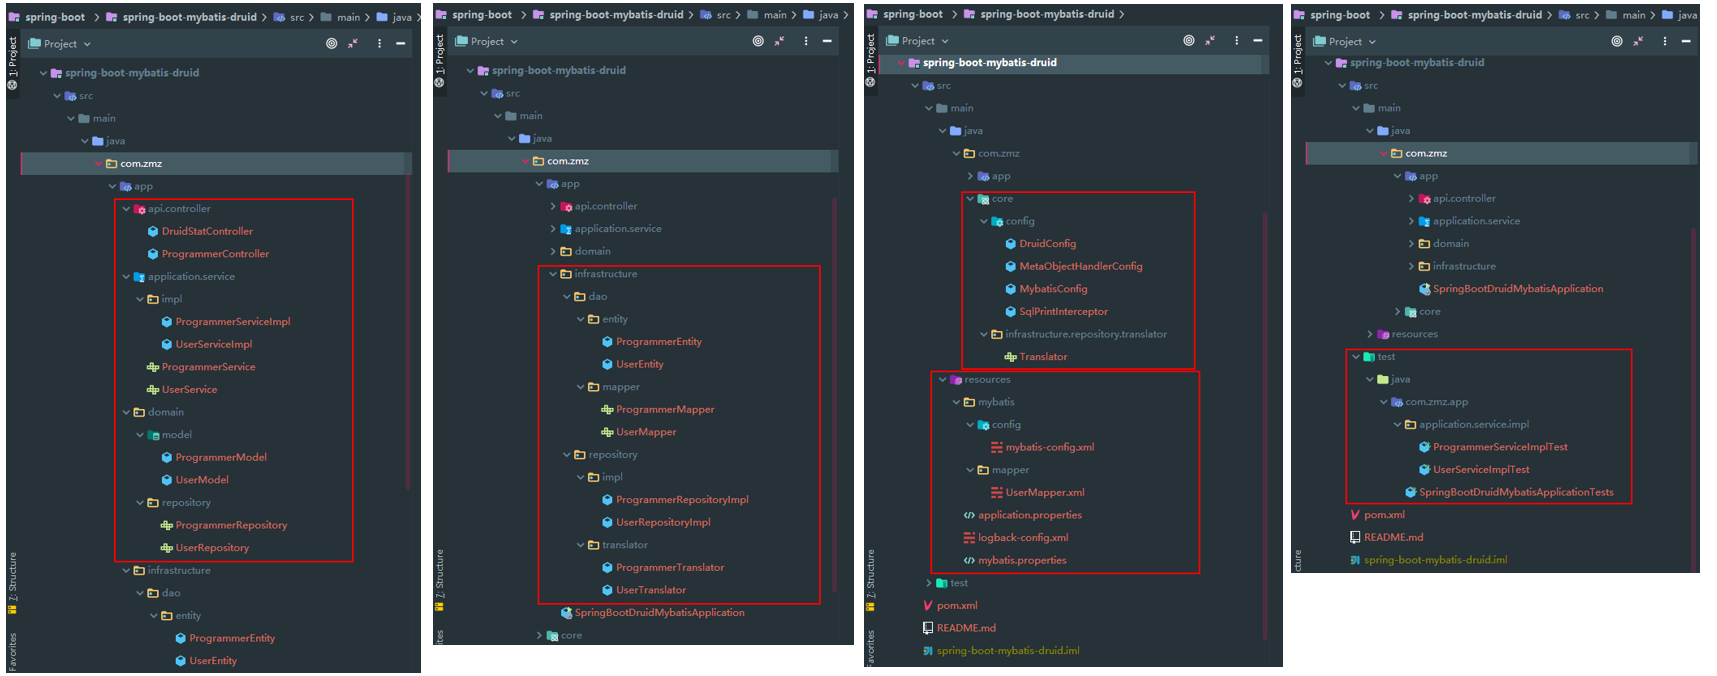 spring-boot > spring-boot-mybatis-druid > src > main > java >
Project
1: Project
spring-boot-mybatis-druid
src
main
java
com.zmz
app
api.controller
DruidStatController
ProgrammerController
application.service
impl
ProgrammerServiceImpl
UserServiceImpl
ProgrammerService
UserService
domain
model
ProgrammerModel
UserModel
repository
ProgrammerRepository
UserRepository
infrastructure
dao
entity
ProgrammerEntity
UserEntity
7: Structure
Favorites
spring-boot > spring-boot-mybatis-druid > src > main > java >
Project
1: Project
spring-boot-mybatis-druid
src
main
java
com.zmz
app
api.controller
application.service
domain
infrastructure
dao
entity
ProgrammerEntity
UserEntity
mapper
ProgrammerMapper
UserMapper
repository
impl
ProgrammerRepositoryImpl
UserRepositoryImpl
translator
ProgrammerTranslator
UserTranslator
SpringBootDruidMybatisApplication
core
7: Structure
ites
spring-boot > spring-boot-mybatis-druid >
Project
1: Project
spring-boot-mybatis-druid
src
main
java
com.zmz
app
core
config
DruidConfig
MetaObjectHandlerConfig
MybatisConfig
SqlPrintInterceptor
infrastructure.repository.translator
Translator
resources
mybatis
config
mybatis-config.xml
mapper
UserMapper.xml
application.properties
logback-config.xml
mybatis.properties
test
pom.xml
README.md
spring-boot-mybatis-druid.iml
7: Structure
avorites
spring-boot > spring-boot-mybatis-druid > src > main > java
Project
1: Project
spring-boot-mybatis-druid
src
main
java
com.zmz
app
api.controller
application.service
domain
infrastructure
SpringBootDruidMybatisApplication
core
resources
test
java
com.zmz.app
application.service.impl
ProgrammerServiceImplTest
UserServiceImplTest
SpringBootDruidMybatisApplicationTests
pom.xml
README.md
spring-boot-mybatis-druid.iml
cture